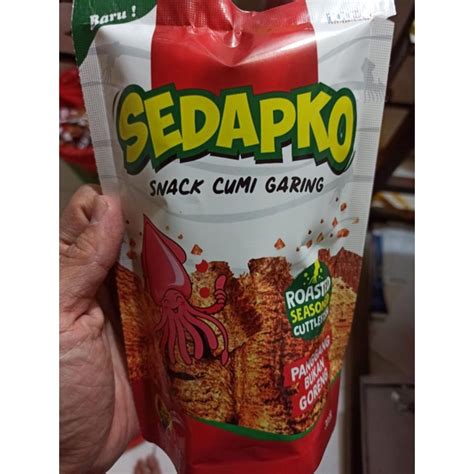 Baru !
SEDAPKO
SNACK CUMI GARING
ROASTED
SEASONED
CUTTLEFISH
PANGGANG
BUKAN
GORENG